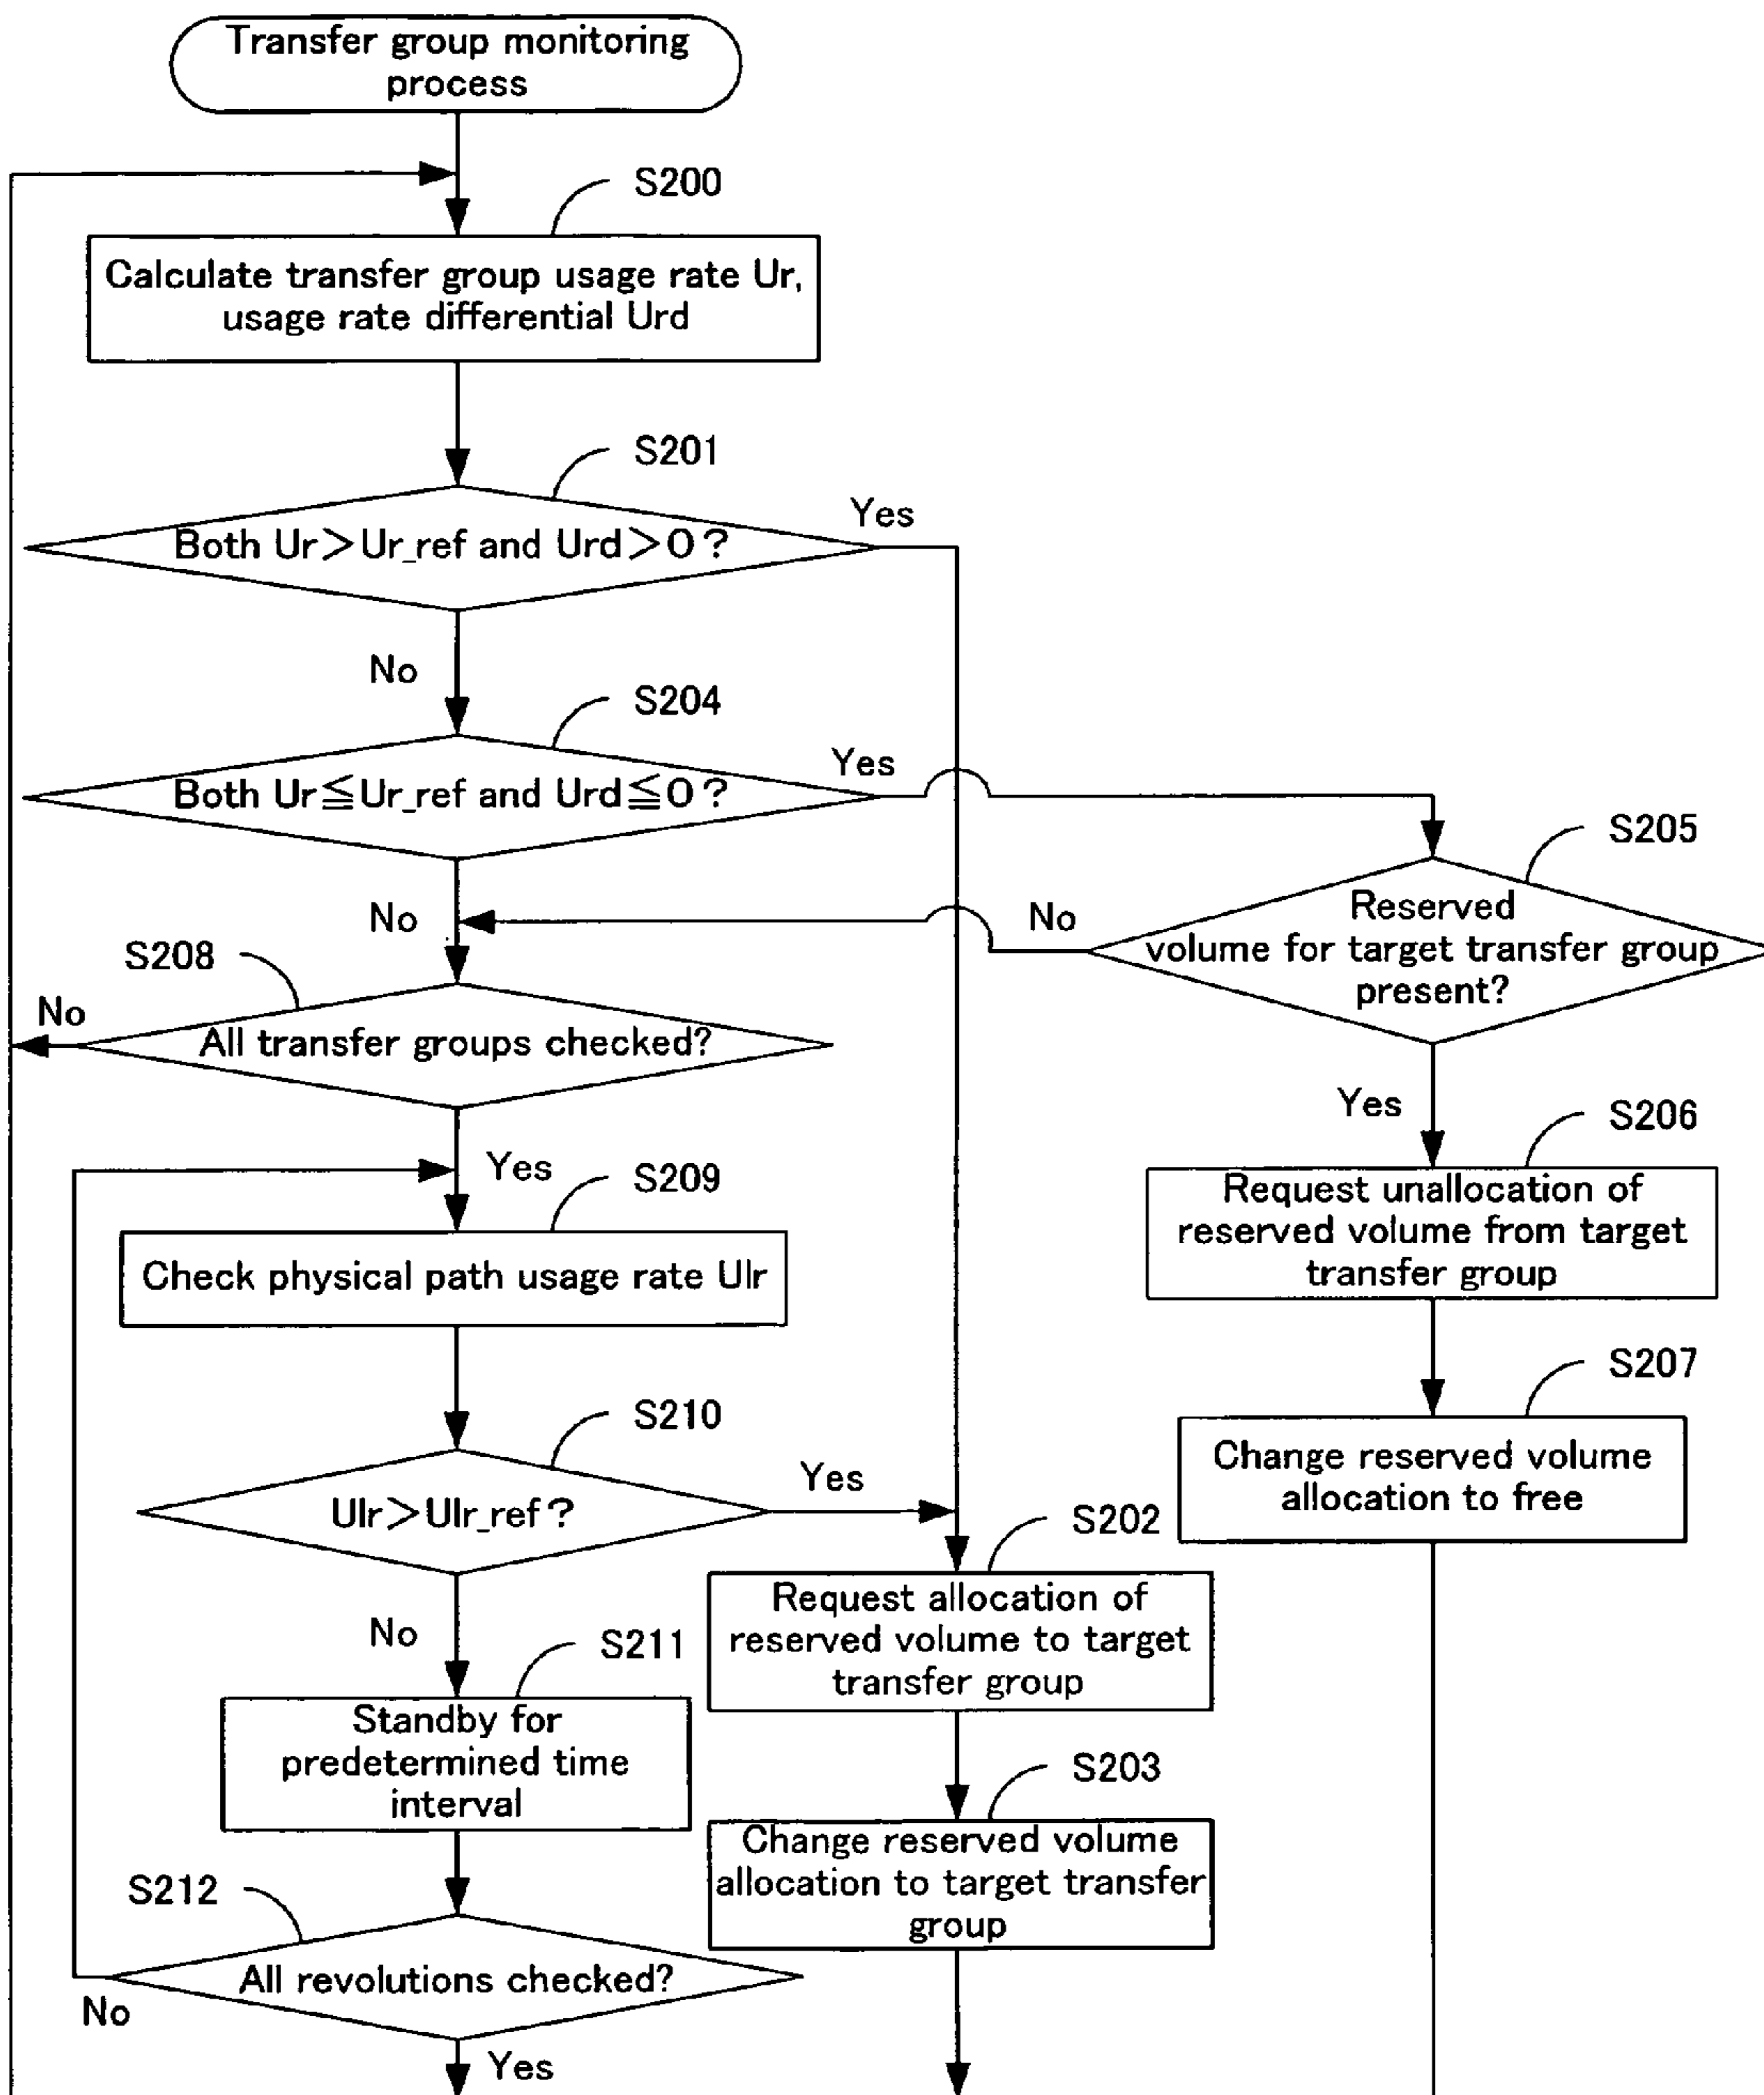 Transfer group monitoring
process
S200
Calculate transfer group usage rate Ur,
usage rate differential Urd
S201
Both Ur>Ur_ref and Urd>0?
Yes
No
S204
Both Ur≦Ur_ref and Urd≦0?
Yes
No
S205
Reserved
volume for target transfer group
present?
No
Yes
S208
All transfer groups checked?
No
Yes
S206
Request unallocation of
reserved volume from target
transfer group
S209
Check physical path usage rate Ulr
S207
Change reserved volume
allocation to free
S210
Ulr>Ulr_ref?
Yes
No
S202
Request allocation of
reserved volume to target
transfer group
S211
Standby for
predetermined time
interval
S203
Change reserved volume
allocation to target transfer
group
S212
All revolutions checked?
No
Yes